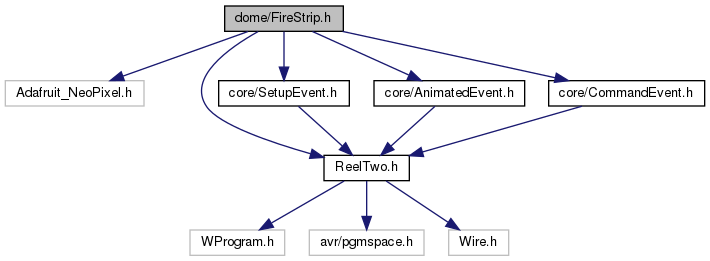 dome/FireStrip.h
Adafruit_NeoPixel.h
core/SetupEvent.h
core/AnimatedEvent.h
core/CommandEvent.h
ReelTwo.h
WProgram.h
avr/pgmspace.h
Wire.h